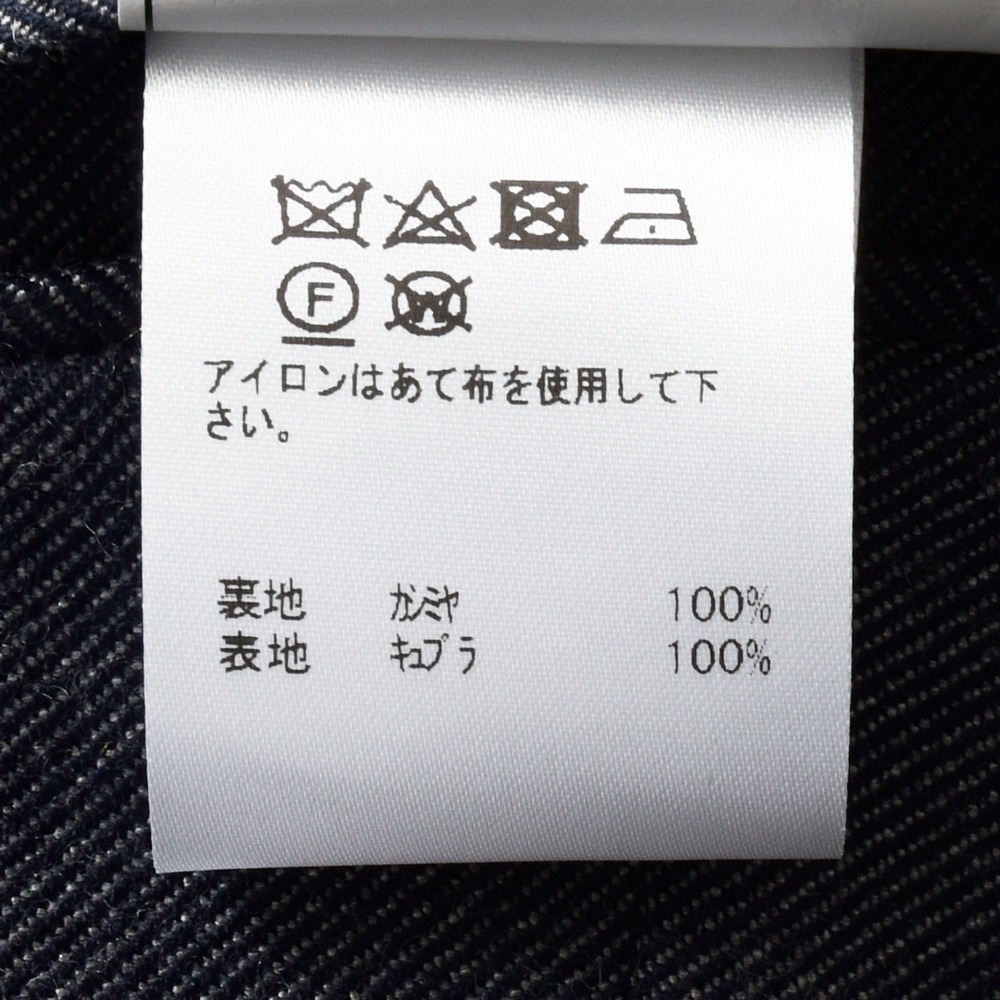 F W
アイロンはあて布を使用して下
さい。
裏地 ｶｼﾐﾔ 100%
表地 ｷｭﾌﾟﾗ 100%